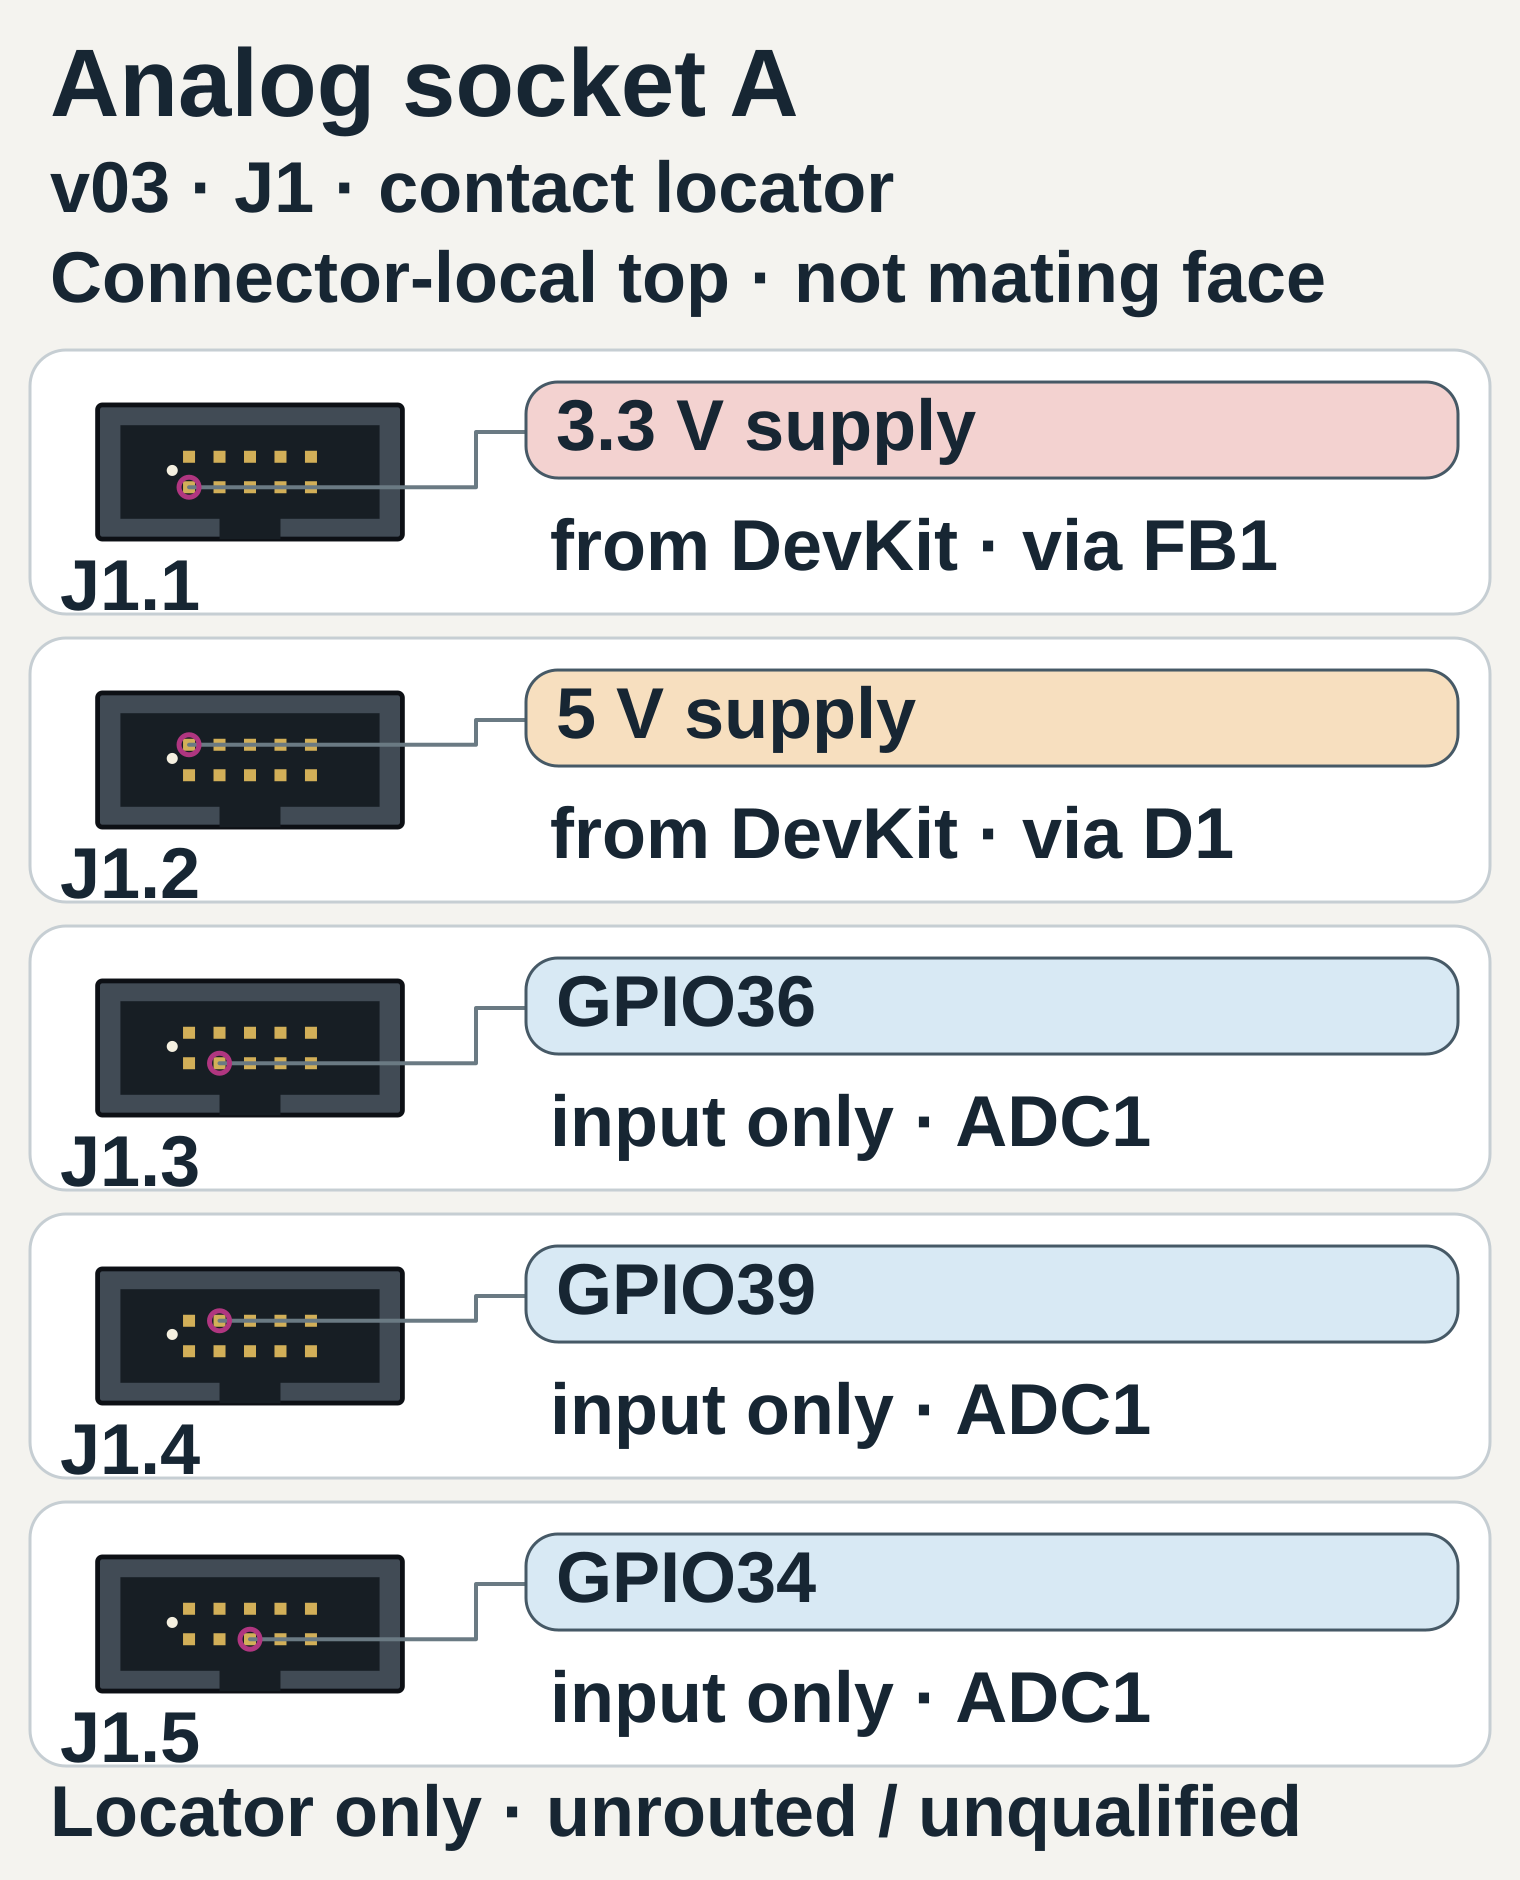 Analog socket A
v03 · J1 · contact locator
Connector-local top · not mating face
3.3 V supply
from DevKit · via FB1
J1.1
5 V supply
from DevKit · via D1
J1.2
GPIO36
input only · ADC1
J1.3
GPIO39
input only · ADC1
J1.4
GPIO34
input only · ADC1
J1.5
Locator only · unrouted / unqualified